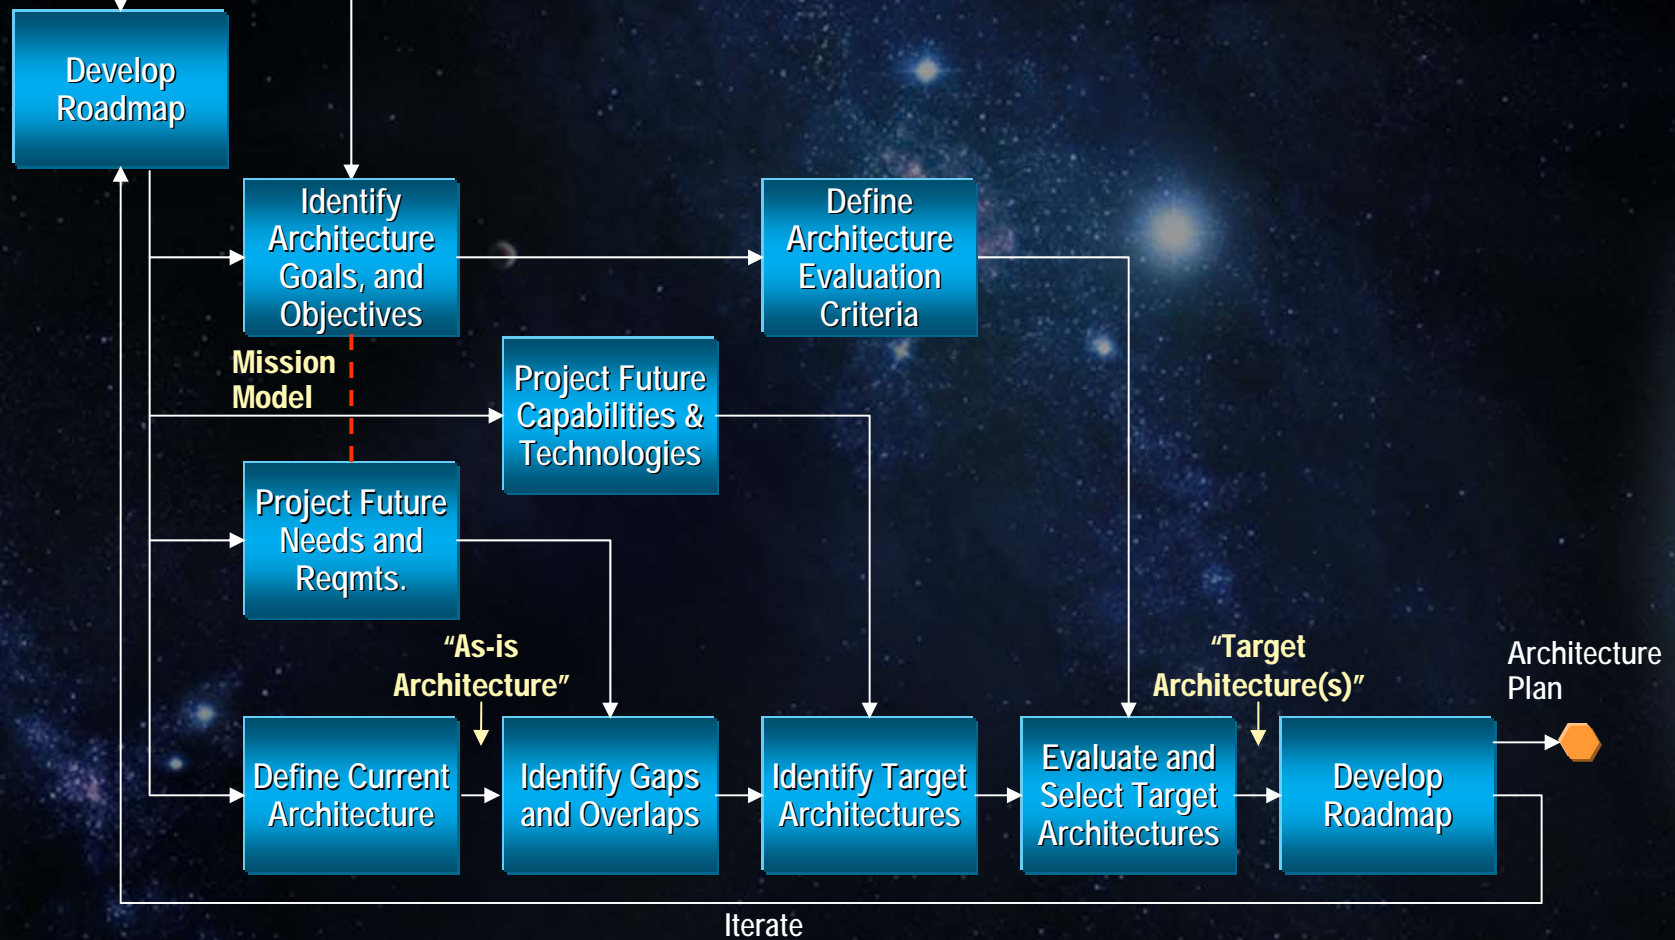 Develop
Roadmap
Identify
Architecture
Goals, and
Objectives
Define
Architecture
Evaluation
Criteria
Mission
Model
Project Future
Capabilities &
Technologies
Project Future
Needs and
Reqmts.
“As-is
Architecture”
“Target
Architecture(s)”
Architecture
Plan
Define Current
Architecture
Identify Gaps
and Overlaps
Identify Target
Architectures
Evaluate and
Select Target
Architectures
Develop
Roadmap
Iterate